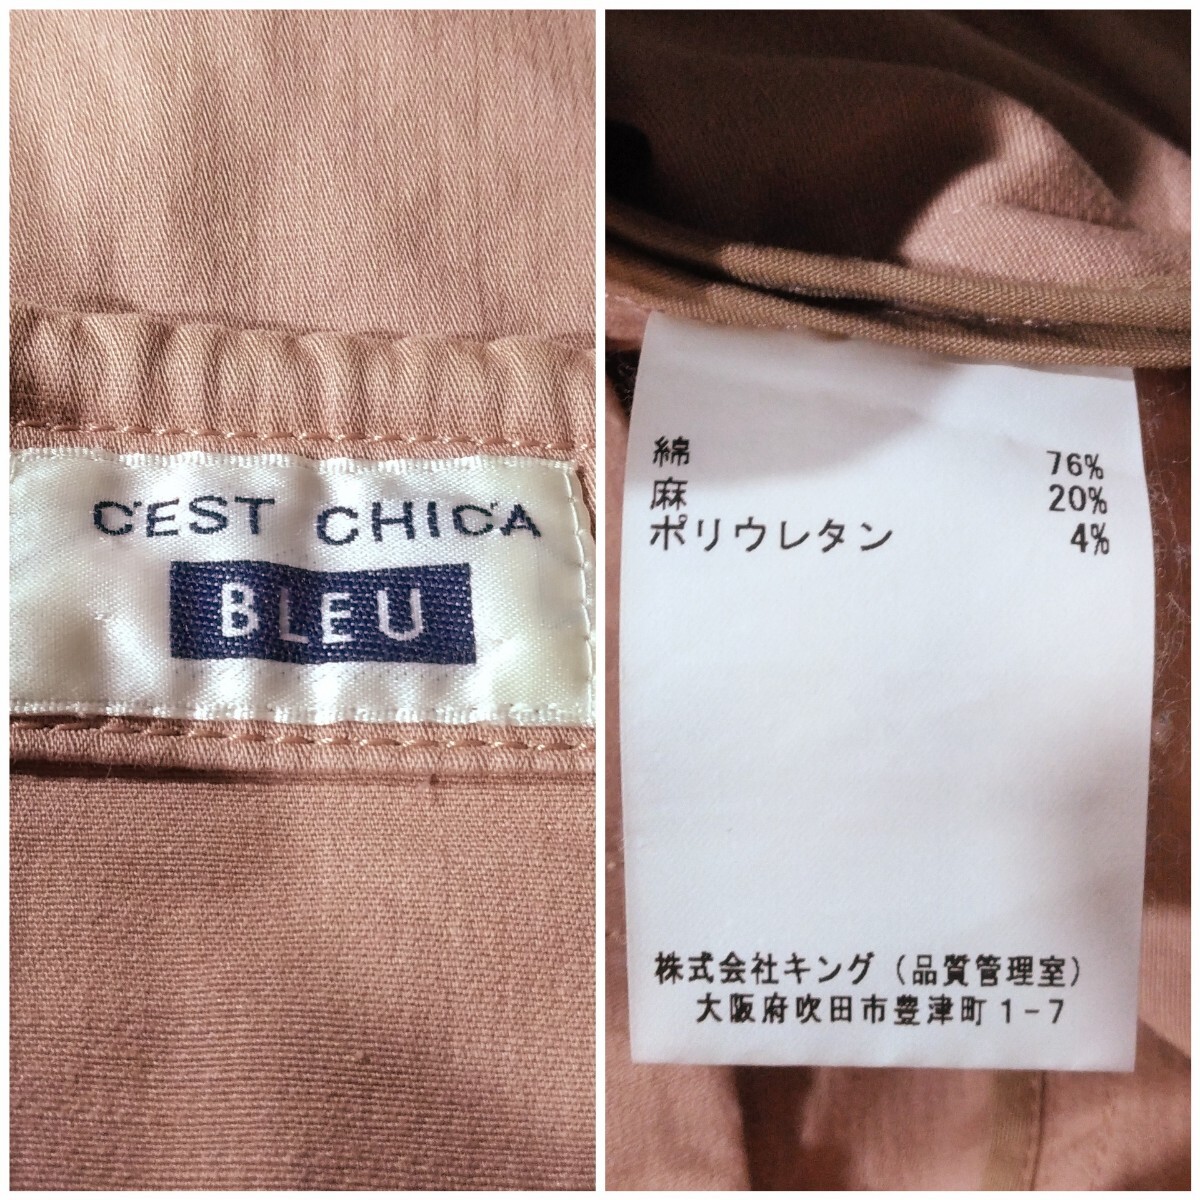 C'EST CHICA
BLEU
綿 76%
麻 20%
ポリウレタン 4%
株式会社キング(品質管理室)
大阪府吹田市豊津町1-7